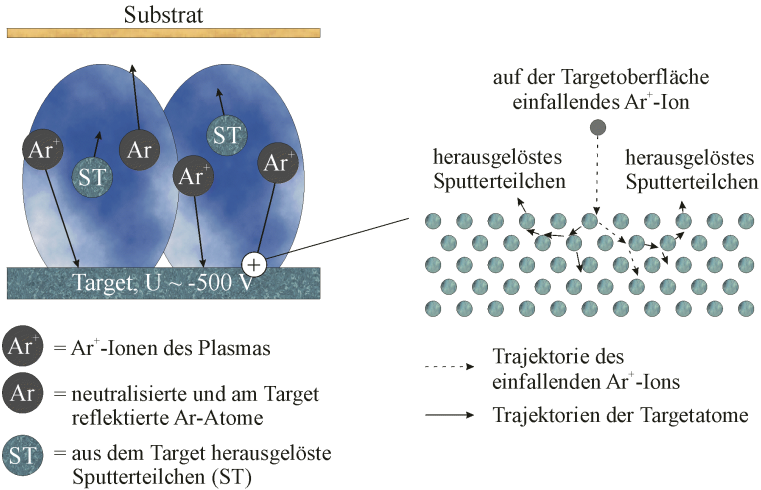 Substrat
Ar⁺
ST
Ar
Ar⁺
ST
Ar⁺
+
Target, U ~ -500 V
Ar⁺ = Ar⁺-Ionen des Plasmas
Ar = neutralisierte und am Target
reflektierte Ar-Atome
ST = aus dem Target herausgelöste
Sputterteilchen (ST)
auf der Targetoberfläche
einfallendes Ar⁺-Ion
herausgelöstes
Sputterteilchen
herausgelöstes
Sputterteilchen
Trajektorie des
einfallenden Ar⁺-Ions
Trajektorien der Targetatome